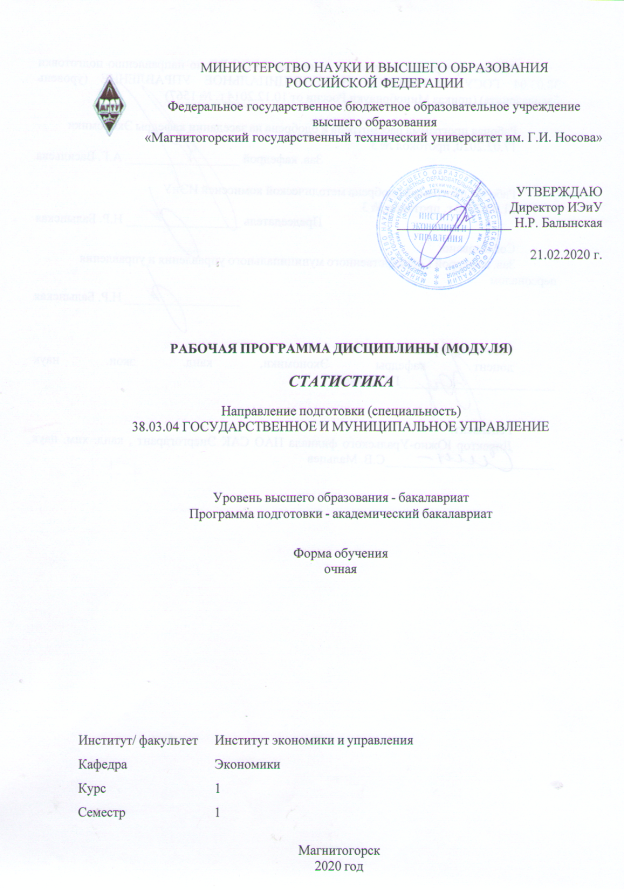 МИНИСТЕРСТВО НАУКИ И ВЫСШЕГО ОБРАЗОВАНИЯ
РОССИЙСКОЙ ФЕДЕРАЦИИ
Федеральное государственное бюджетное образовательное учреждение
высшего образования
«Магнитогорский государственный технический университет им. Г.И. Носова»
УТВЕРЖДАЮ
Директор ИЭиУ
Н.Р. Балынская
21.02.2020 г.
ИНСТИТУТ
ЭКОНОМИКИ И
УПРАВЛЕНИЯ
РАБОЧАЯ ПРОГРАММА ДИСЦИПЛИНЫ (МОДУЛЯ)
СТАТИСТИКА
Направление подготовки (специальность)
38.03.04 ГОСУДАРСТВЕННОЕ И МУНИЦИПАЛЬНОЕ УПРАВЛЕНИЕ
Уровень высшего образования - бакалавриат
Программа подготовки - академический бакалавриат
Форма обучения
очная
Институт/ факультет Институт экономики и управления
Кафедра Экономики
Курс 1
Семестр 1
Магнитогорск
2020 год